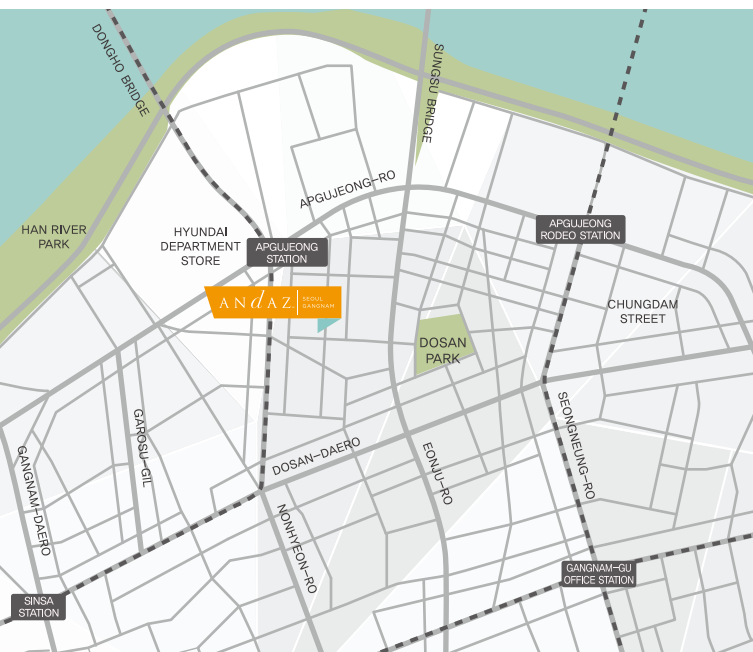 DONGHO BRIDGE
SUNGSU BRIDGE
APGUJEONG-RO
HAN RIVER
PARK
HYUNDAI
DEPARTMENT
STORE
APGUJEONG
STATION
APGUJEONG
RODEO STATION
ANdAZ
SEOUL
GANGNAM
CHUNGDAM
STREET
DOSAN
PARK
GAROSU-GIL
GANGNAM-DAERO
DOSAN-DAERO
EONJU-RO
SEONGNEUNG-RO
NONHYEON-RO
GANGNAM-GU
OFFICE STATION
SINSA
STATION